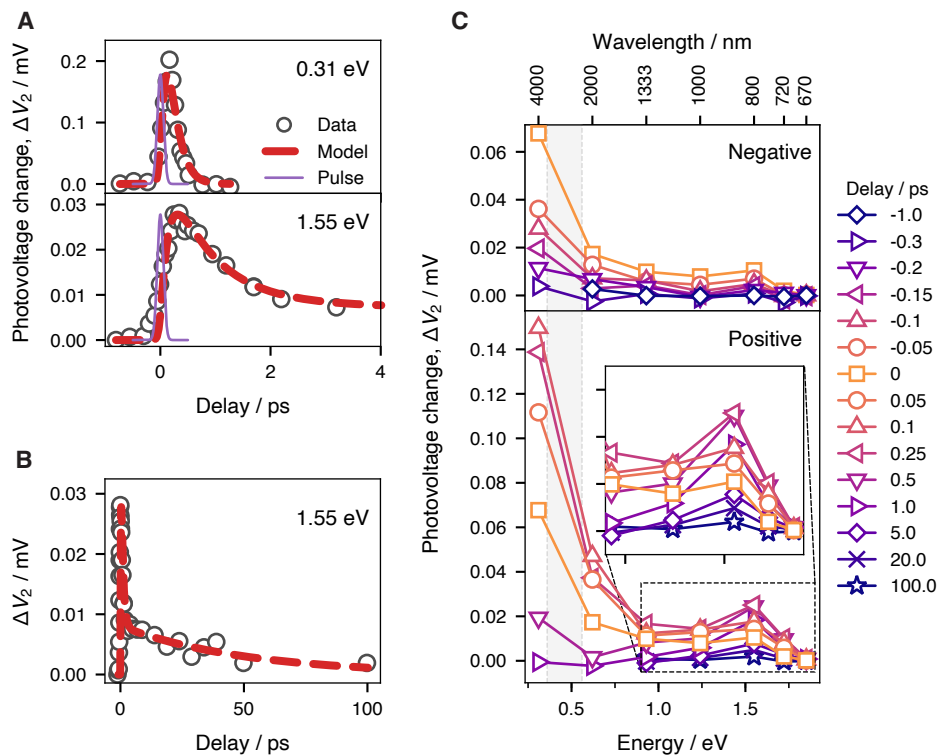 A
Photovoltage change, ΔV₂ / mV
0.2
0.1
0.0
0.31 eV
Data
Model
Pulse
0.03
0.02
0.01
0.00
1.55 eV
0
2
4
Delay / ps
B
ΔV₂ / mV
0.03
0.02
0.01
0.00
1.55 eV
0
50
100
Delay / ps
C
Wavelength / nm
4000
2000
1333
1000
800
720
670
Photovoltage change, ΔV₂ / mV
0.06
0.04
0.02
0.00
Negative
0.14
0.12
0.10
0.08
0.06
0.04
0.02
0.00
Positive
0.5
1.0
1.5
Energy / eV
Delay / ps
-1.0
-0.3
-0.2
-0.15
-0.1
-0.05
0
0.05
0.1
0.25
0.5
1.0
5.0
20.0
100.0